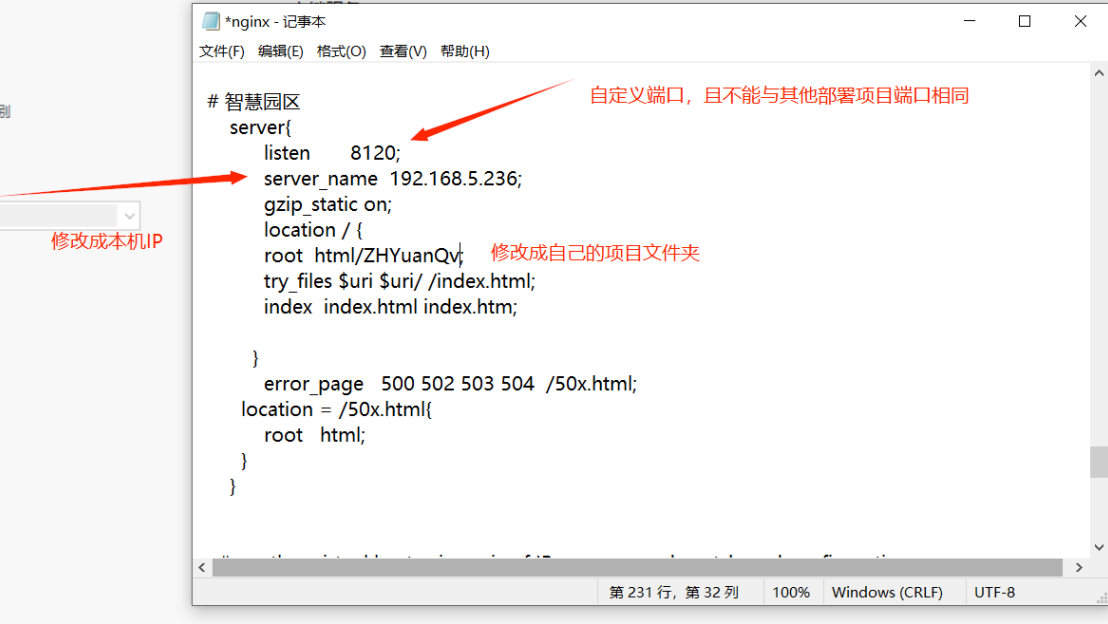 *nginx - 记事本
文件(F) 编辑(E) 格式(O) 查看(V) 帮助(H)
# 智慧园区
自定义端口，且不能与其他部署项目端口相同
server{
listen 8120;
server_name 192.168.5.236;
修改成本机IP
gzip_static on;
location / {
root html/ZHYuanQv;
修改成自己的项目文件夹
try_files $uri $uri/ /index.html;
index index.html index.htm;
}
error_page 500 502 503 504 /50x.html;
location = /50x.html{
root html;
}
}
第 231 行，第 32 列 100% Windows (CRLF) UTF-8